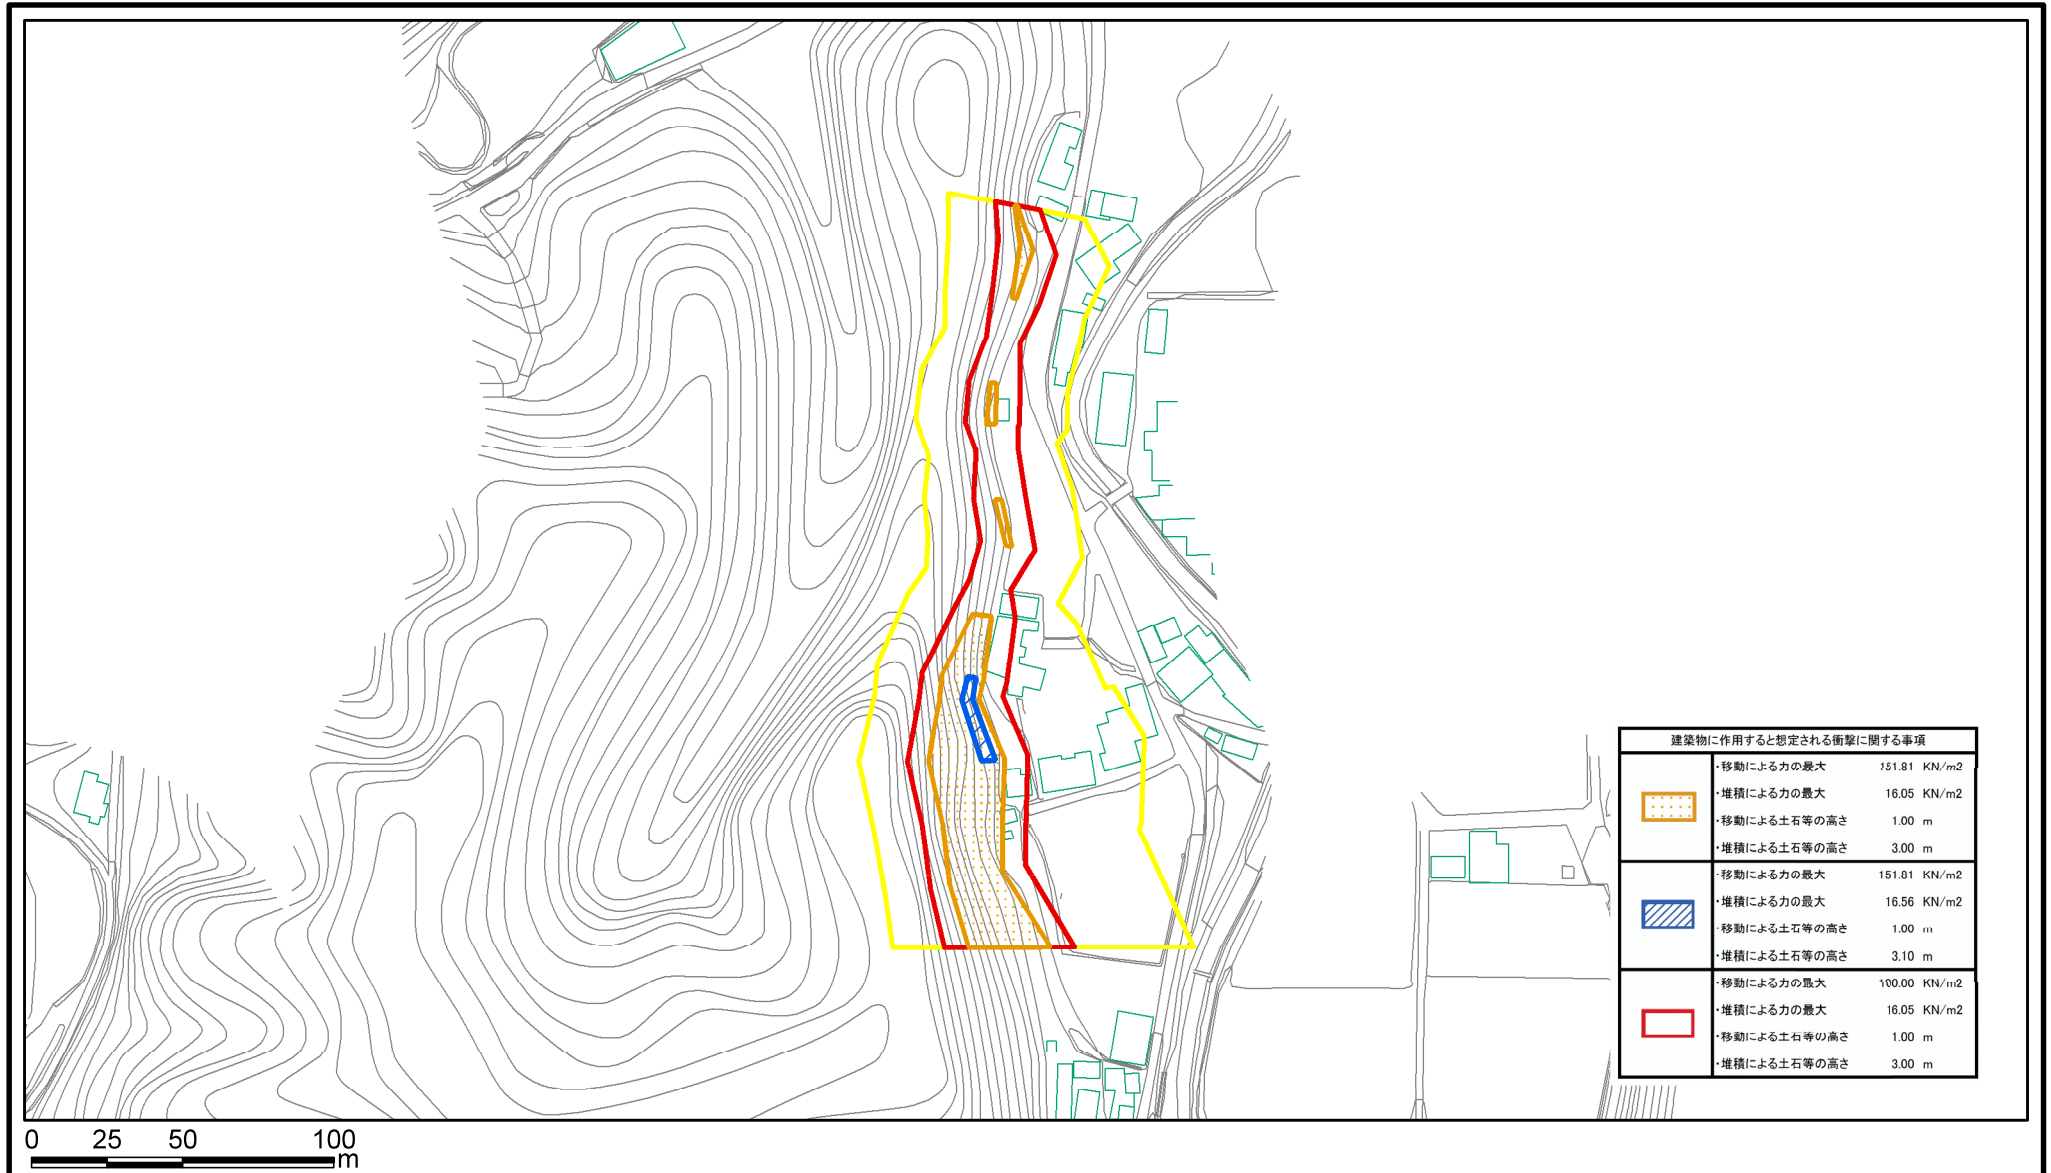 建築物に作用すると想定される衝撃に関する事項
・移動による力の最大 151.81 KN/m2
・堆積による力の最大 16.05 KN/m2
・移動による土石等の高さ 1.00 m
・堆積による土石等の高さ 3.00 m
・移動による力の最大 151.81 KN/m2
・堆積による力の最大 16.56 KN/m2
・移動による土石等の高さ 1.00 m
・堆積による土石等の高さ 3.10 m
・移動による力の最大 100.00 KN/m2
・堆積による力の最大 16.05 KN/m2
・移動による土石等の高さ 1.00 m
・堆積による土石等の高さ 3.00 m
0 25 50 100
m